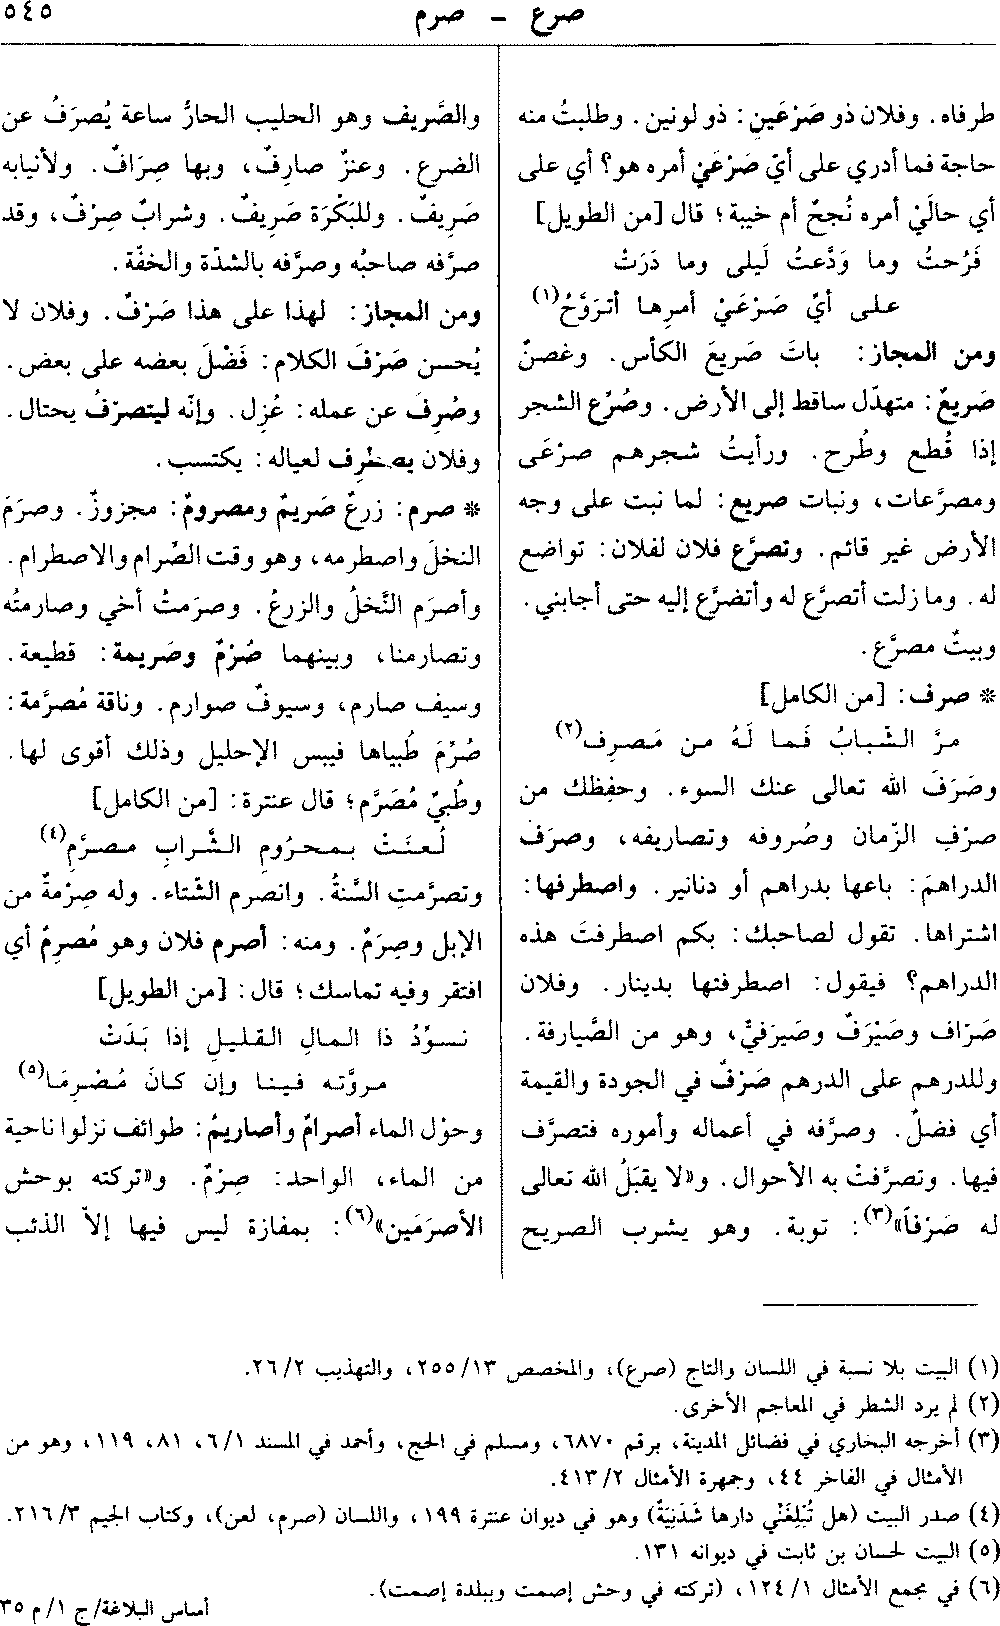 صرع - صرم
٥٤٥
طرفاه. وفلان ذو صَرْعَينِ: ذو لونين. وطلبتُ منه
حاجة فما أدري على أيّ صَرْعَيْ أمره هو؟ أي على
أي حالَيْ أمره نُجحٌ أم خيبة؛ قال [من الطويل]
فَرُحتُ وما وَدَّعتُ لَيلى وما دَرَتْ
على أيِّ صَرْعَيْ أمرِها أترَوَّحُ(١)
ومن المجاز: باتَ صَريعَ الكأس. وغصنٌ
صَريعٌ: متهدّل ساقط إلى الأرض. وصُرّع الشجر
إذا قُطع وطُرح. ورأيتُ شجرهم صرْعَى
ومصرَّعات، ونبات صريع: لما نبت على وجه
الأرض غير قائم. وتصرَّع فلان لفلان: تواضع
له. وما زلت أتصرَّع له وأتضرَّع إليه حتى أجابني.
وبيتٌ مصرَّع.
* صرف: [من الكامل]
مرَّ الشَّبابُ فَما لَهُ من مَصرِف(٢)
وصَرَفَ الله تعالى عنك السوء. وحفِظك من
صرْفِ الزّمان وصُروفه وتصاريفه، وصرَف
الدراهمَ: باعها بدراهم أو دنانير. واصطرفها:
اشتراها. تقول لصاحبك: بكم اصطرفتَ هذه
الدراهم؟ فيقول: اصطرفتها بدينار. وفلان
صَرّاف وصَيْرَفٌ وصَيرَفيٌّ، وهو من الصَّيارفة.
وللدرهم على الدرهم صَرْفٌ في الجودة والقيمة
أي فضلٌ. وصرَّفه في أعماله وأموره فتصرَّف
فيها. وتصرَّفتْ به الأحوال. و«لا يقبَلُ الله تعالى
له صَرْفاً»(٣): توبة. وهو يشرب الصريح
والصَّريف وهو الحليب الحارُّ ساعة يُصرَفُ عن
الضرع. وعنزٌ صارِفٌ، وبها صِرَافٌ. ولأنيابه
صَرِيفٌ. وللبَكْرَة صَرِيفٌ. وشرابٌ صِرْفٌ، وقد
صرَّفه صاحبُه وصرَّفه بالشدّة والخفّة.
ومن المجاز: لهذا على هذا صَرْفٌ. وفلان لا
يُحسن صَرْفَ الكلام: فَضْلَ بعضه على بعض.
وصُرِفَ عن عمله: عُزِل. وإنّه ليتصرّفُ يحتال.
وفلان يصطرِف لعياله: يكتسب.
* صرم: زرعٌ صَريمٌ ومصرومٌ: مجزوزٌ. وصرَمَ
النخلَ واصطرمه، وهو وقت الصُرام والاصطرام.
وأصرَم النَّخلُ والزرعُ. وصرَمتُ أخي وصارمتُه
وتصارمنا، وبينهما صُرْمٌ وصَريمة: قطيعة.
وسيف صارم، وسيوفٌ صوارم. وناقة مُصرَّمة:
صُرْمَ طُبياها فيبس الإحليل وذلك أقوى لها.
وطُبيٌ مُصَرَّم؛ قال عنترة: [من الكامل]
لُعنَتْ بمحرُومِ الشَّرابِ مصرَّمِ(٤)
وتصرَّمتِ السَّنةُ. وانصرم الشّتاء. وله صِرْمةٌ من
الإبل وصِرَمٌ. ومنه: أصرم فلان وهو مُصرِمٌ أي
افتقر وفيه تماسك؛ قال: [من الطويل]
نسوِّدُ ذا المالِ القليلِ إذا بَدَتْ
مروَّته فينا وإن كانَ مُصْرِمَا(٥)
وحوْل الماء أصرامٌ وأصاريمُ: طوائف نزلوا ناحية
من الماء، الواحد: صِرْمٌ. و«تركته بوحش
الأصرَمَين»(٦): بمفازة ليس فيها إلاّ الذئب
(١) البيت بلا نسبة في اللسان والتاج (صرع)، والمخصص ١٣/٢٥٥، والتهذيب ٢/٢٦.
(٢) لم يرد الشطر في المعاجم الأخرى.
(٣) أخرجه البخاري في فضائل المدينة، برقم ٦٨٧٠، ومسلم في الحج، وأحمد في المسند ١/٦، ٨١، ١١٩، وهو من
الأمثال في الفاخر ٤٤، وجمهرة الأمثال ٢/٤١٣.
(٤) صدر البيت (هل تُبْلِغَنِّي دارها شَدَنِيَّةٌ) وهو في ديوان عنترة ١٩٩، واللسان (صرم، لعن)، وكتاب الجيم ٣/٢١٦.
(٥) البيت لحسان بن ثابت في ديوانه ١٣١.
(٦) في مجمع الأمثال ١/١٢٤، (تركته في وحش إصمت وببلدة إصمت).
أساس البلاغة/ج ١/م ٣٥